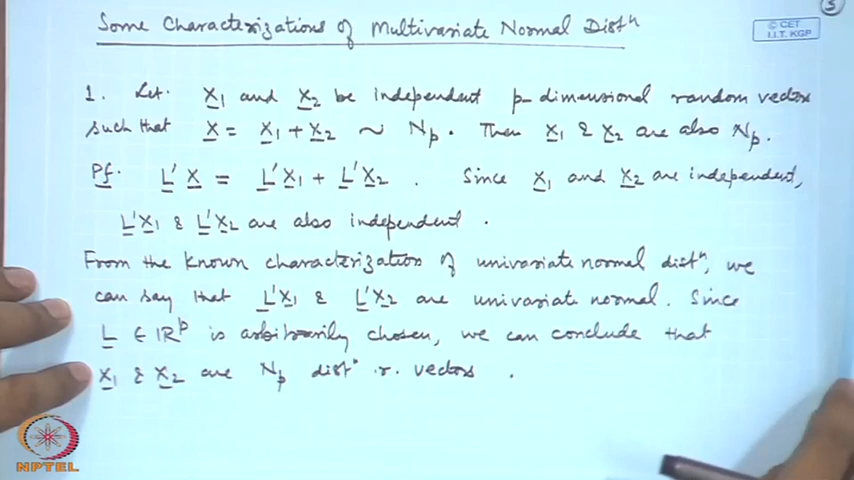 5
Some Characterizations of Multivariate Normal Distⁿ
© CET
I.I.T. KGP
1. Let X₁ and X₂ be independent p-dimensional random vectors
such that X = X₁ + X₂ ~ Nₚ. Then X₁ & X₂ are also Nₚ.
Pf. L'X = L'X₁ + L'X₂ . Since X₁ and X₂ are independent,
L'X₁ & L'X₂ are also independent .
From the known characterization of univariate normal distⁿ, we
can say that L'X₁ & L'X₂ are univariate normal. Since
L ∈ ℝᵖ is arbitrarily chosen, we can conclude that
X₁ & X₂ are Nₚ dist. r. vectors .
NPTEL